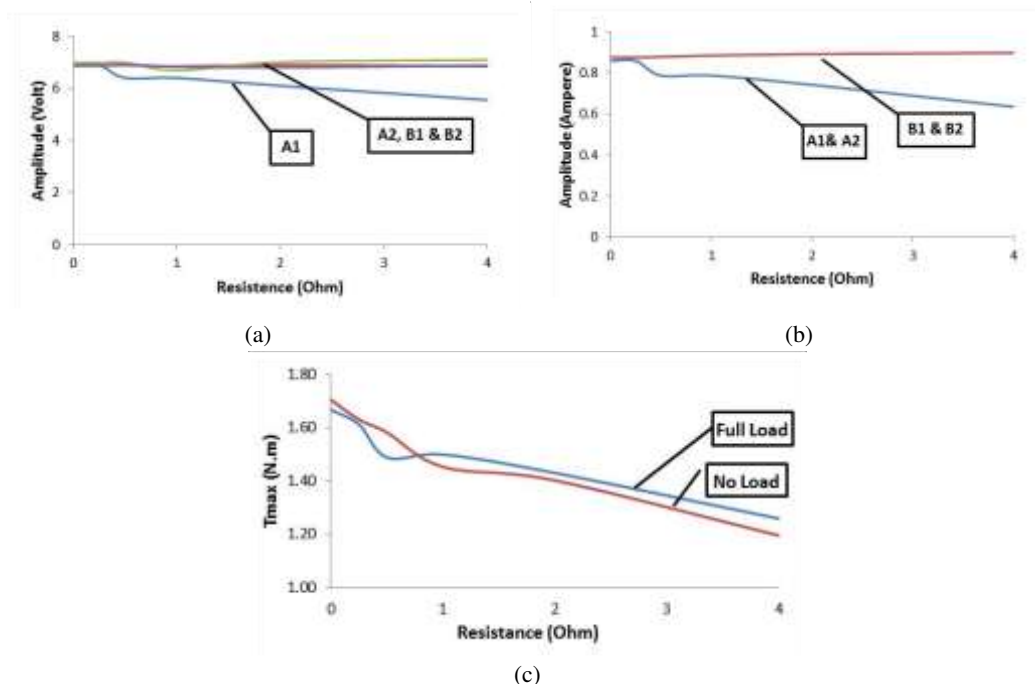 8
6
4
2
0
Amplitude (Volt)
A1
A2, B1 & B2
0 1 2 3 4
Resistence (Ohm)
(a)
1
0.8
0.6
0.4
0.2
0
Amplitude (Ampere)
A1& A2
B1 & B2
0 1 2 3 4
Resistence (Ohm)
(b)
1.80
1.60
1.40
1.20
1.00
Tmax (N.m)
Full Load
No Load
0 1 2 3 4
Resistance (Ohm)
(c)